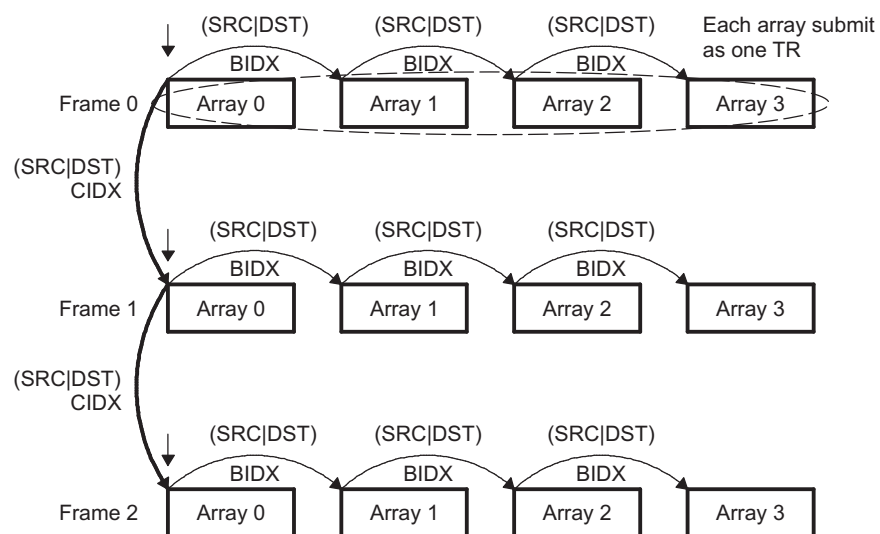 (SRC|DST) (SRC|DST) (SRC|DST) Each array submit
BIDX BIDX BIDX as one TR
Frame 0 Array 0 Array 1 Array 2 Array 3
(SRC|DST)
CIDX
(SRC|DST) (SRC|DST) (SRC|DST)
BIDX BIDX BIDX
Frame 1 Array 0 Array 1 Array 2 Array 3
(SRC|DST)
CIDX
(SRC|DST) (SRC|DST) (SRC|DST)
BIDX BIDX BIDX
Frame 2 Array 0 Array 1 Array 2 Array 3